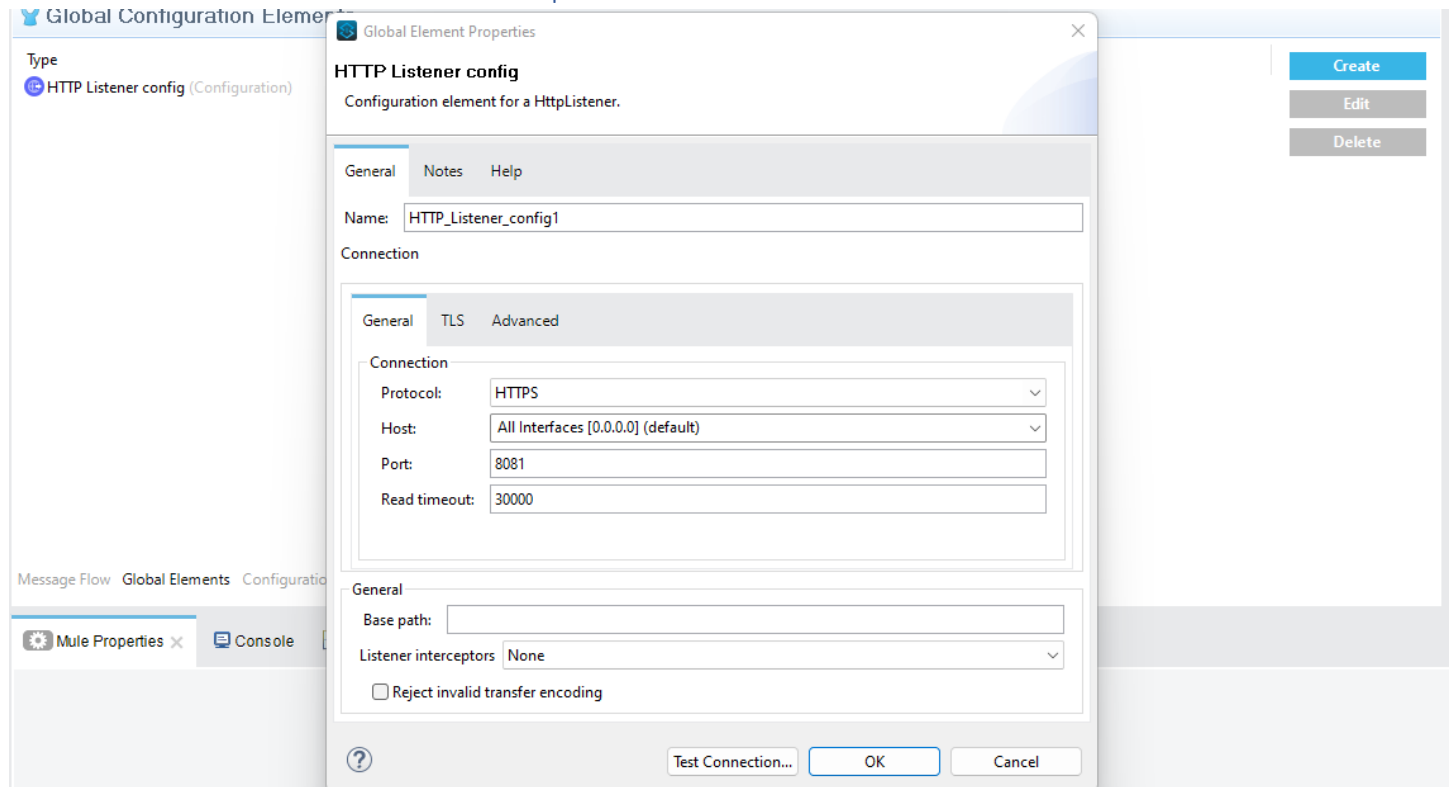 Global Configuration Elements
Global Element Properties
HTTP Listener config
Configuration element for a HttpListener.
Type
HTTP Listener config (Configuration)
Create
Edit
Delete
General Notes Help
Name: HTTP_Listener_config1
Connection
General TLS Advanced
Connection
Protocol: HTTPS
Host: All Interfaces [0.0.0.0] (default)
Port: 8081
Read timeout: 30000
Message Flow Global Elements Configuratio
General
Base path:
Listener interceptors None
Reject invalid transfer encoding
Mule Properties Console
Test Connection... OK Cancel